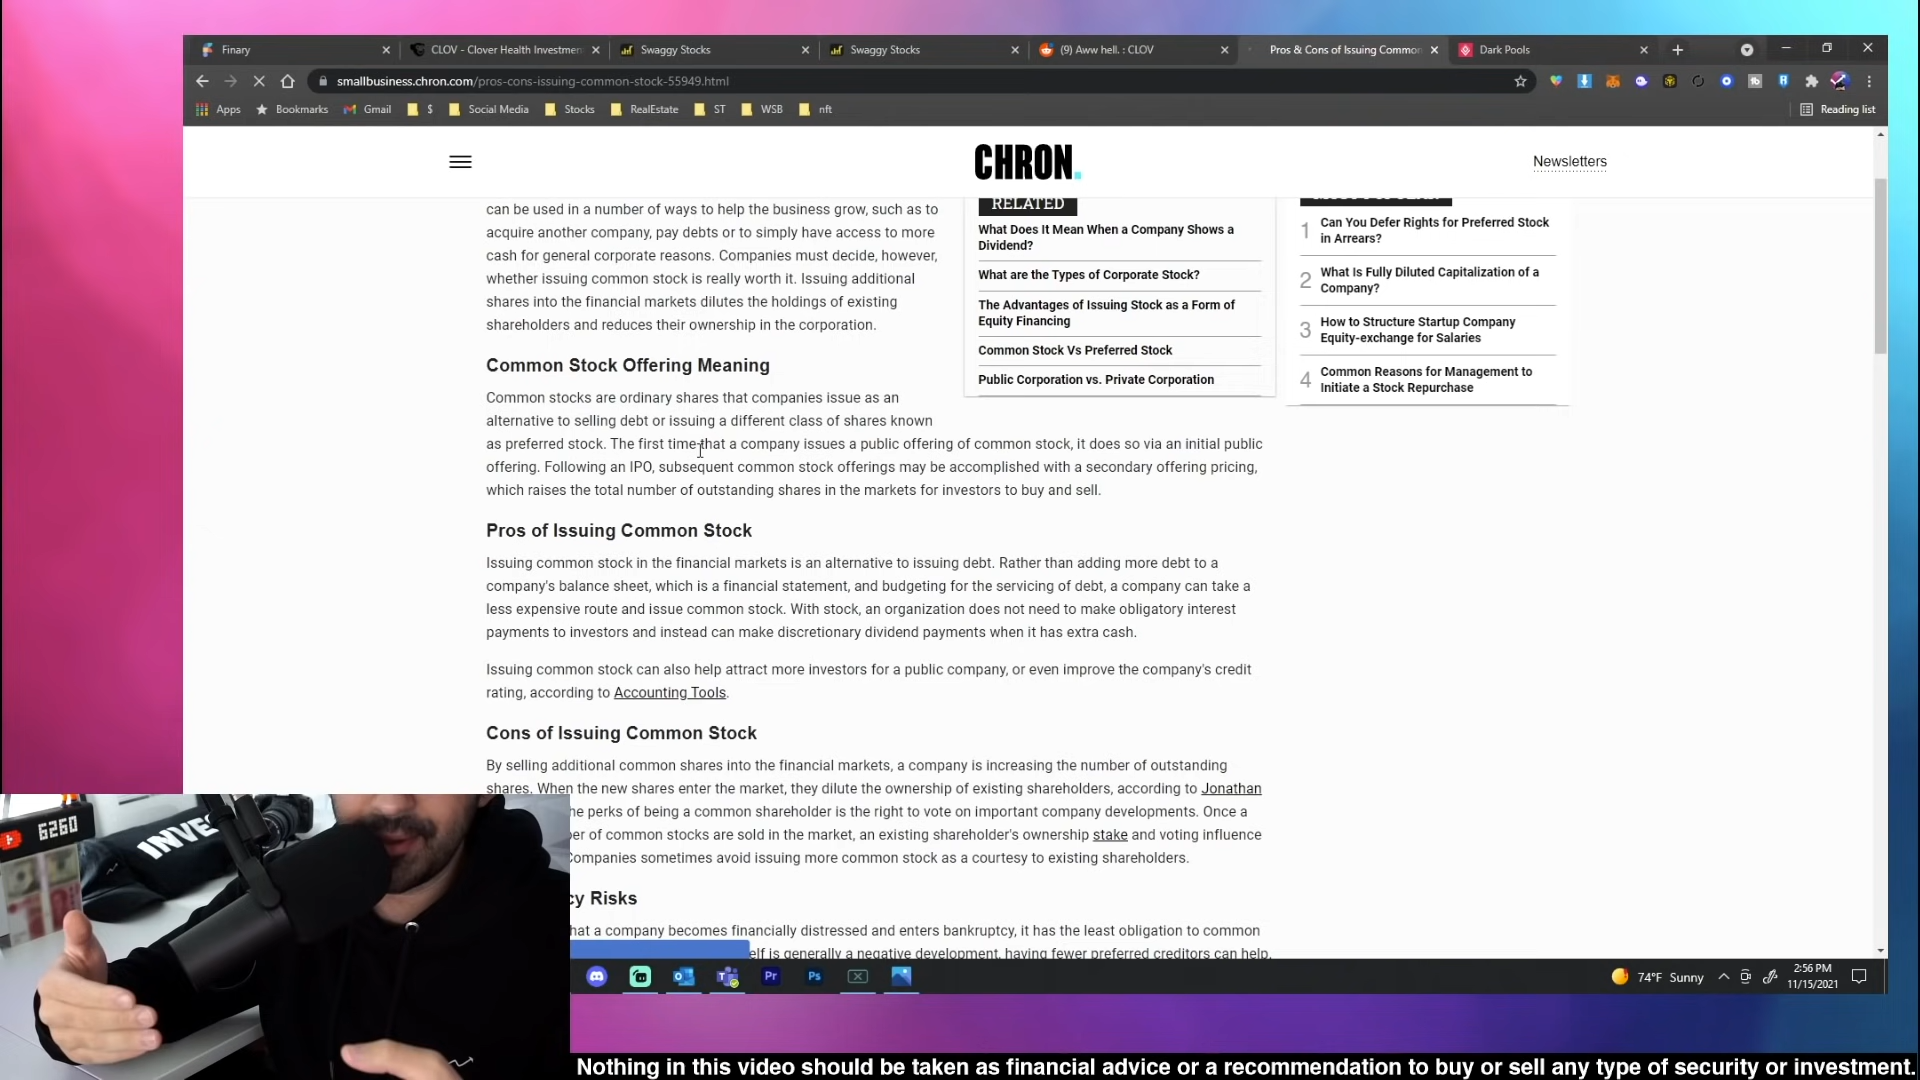 Finary
CLOV - Clover Health Investmen
Swaggy Stocks
Swaggy Stocks
(9) Aww hell. : CLOV
Pros & Cons of Issuing Common
Dark Pools
smallbusiness.chron.com/pros-cons-issuing-common-stock-55949.html
Apps
Bookmarks
Gmail
$
Social Media
Stocks
RealEstate
ST
WSB
nft
Reading list
CHRON.
Newsletters
can be used in a number of ways to help the business grow, such as to
acquire another company, pay debts or to simply have access to more
cash for general corporate reasons. Companies must decide, however,
whether issuing common stock is really worth it. Issuing additional
shares into the financial markets dilutes the holdings of existing
shareholders and reduces their ownership in the corporation.
RELATED
What Does It Mean When a Company Shows a
Dividend?
What are the Types of Corporate Stock?
The Advantages of Issuing Stock as a Form of
Equity Financing
Common Stock Vs Preferred Stock
Public Corporation vs. Private Corporation
1 Can You Defer Rights for Preferred Stock
in Arrears?
2 What Is Fully Diluted Capitalization of a
Company?
3 How to Structure Startup Company
Equity-exchange for Salaries
4 Common Reasons for Management to
Initiate a Stock Repurchase
Common Stock Offering Meaning
Common stocks are ordinary shares that companies issue as an
alternative to selling debt or issuing a different class of shares known
as preferred stock. The first time that a company issues a public offering of common stock, it does so via an initial public
offering. Following an IPO, subsequent common stock offerings may be accomplished with a secondary offering pricing,
which raises the total number of outstanding shares in the markets for investors to buy and sell.
Pros of Issuing Common Stock
Issuing common stock in the financial markets is an alternative to issuing debt. Rather than adding more debt to a
company's balance sheet, which is a financial statement, and budgeting for the servicing of debt, a company can take a
less expensive route and issue common stock. With stock, an organization does not need to make obligatory interest
payments to investors and instead can make discretionary dividend payments when it has extra cash.
Issuing common stock can also help attract more investors for a public company, or even improve the company's credit
rating, according to Accounting Tools.
Cons of Issuing Common Stock
By selling additional common shares into the financial markets, a company is increasing the number of outstanding
shares. When the new shares enter the market, they dilute the ownership of existing shareholders, according to Jonathan
he perks of being a common shareholder is the right to vote on important company developments. Once a
er of common stocks are sold in the market, an existing shareholder's ownership stake and voting influence
Companies sometimes avoid issuing more common stock as a courtesy to existing shareholders.
cy Risks
hat a company becomes financially distressed and enters bankruptcy, it has the least obligation to common
elf is generally a negative development, having fewer preferred creditors can help,
6260
INVE
Pr
Ps
74°F Sunny
2:56 PM
11/15/2021
Nothing in this video should be taken as financial advice or a recommendation to buy or sell any type of security or investment.